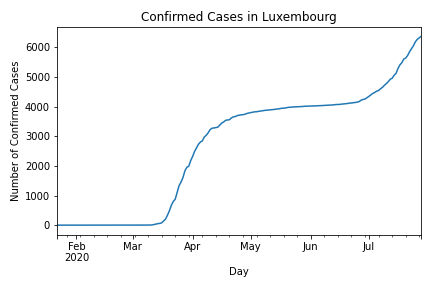 Confirmed Cases in Luxembourg
Number of Confirmed Cases
6000
5000
4000
3000
2000
1000
0
Feb
2020
Mar
Apr
May
Jun
Jul
Day